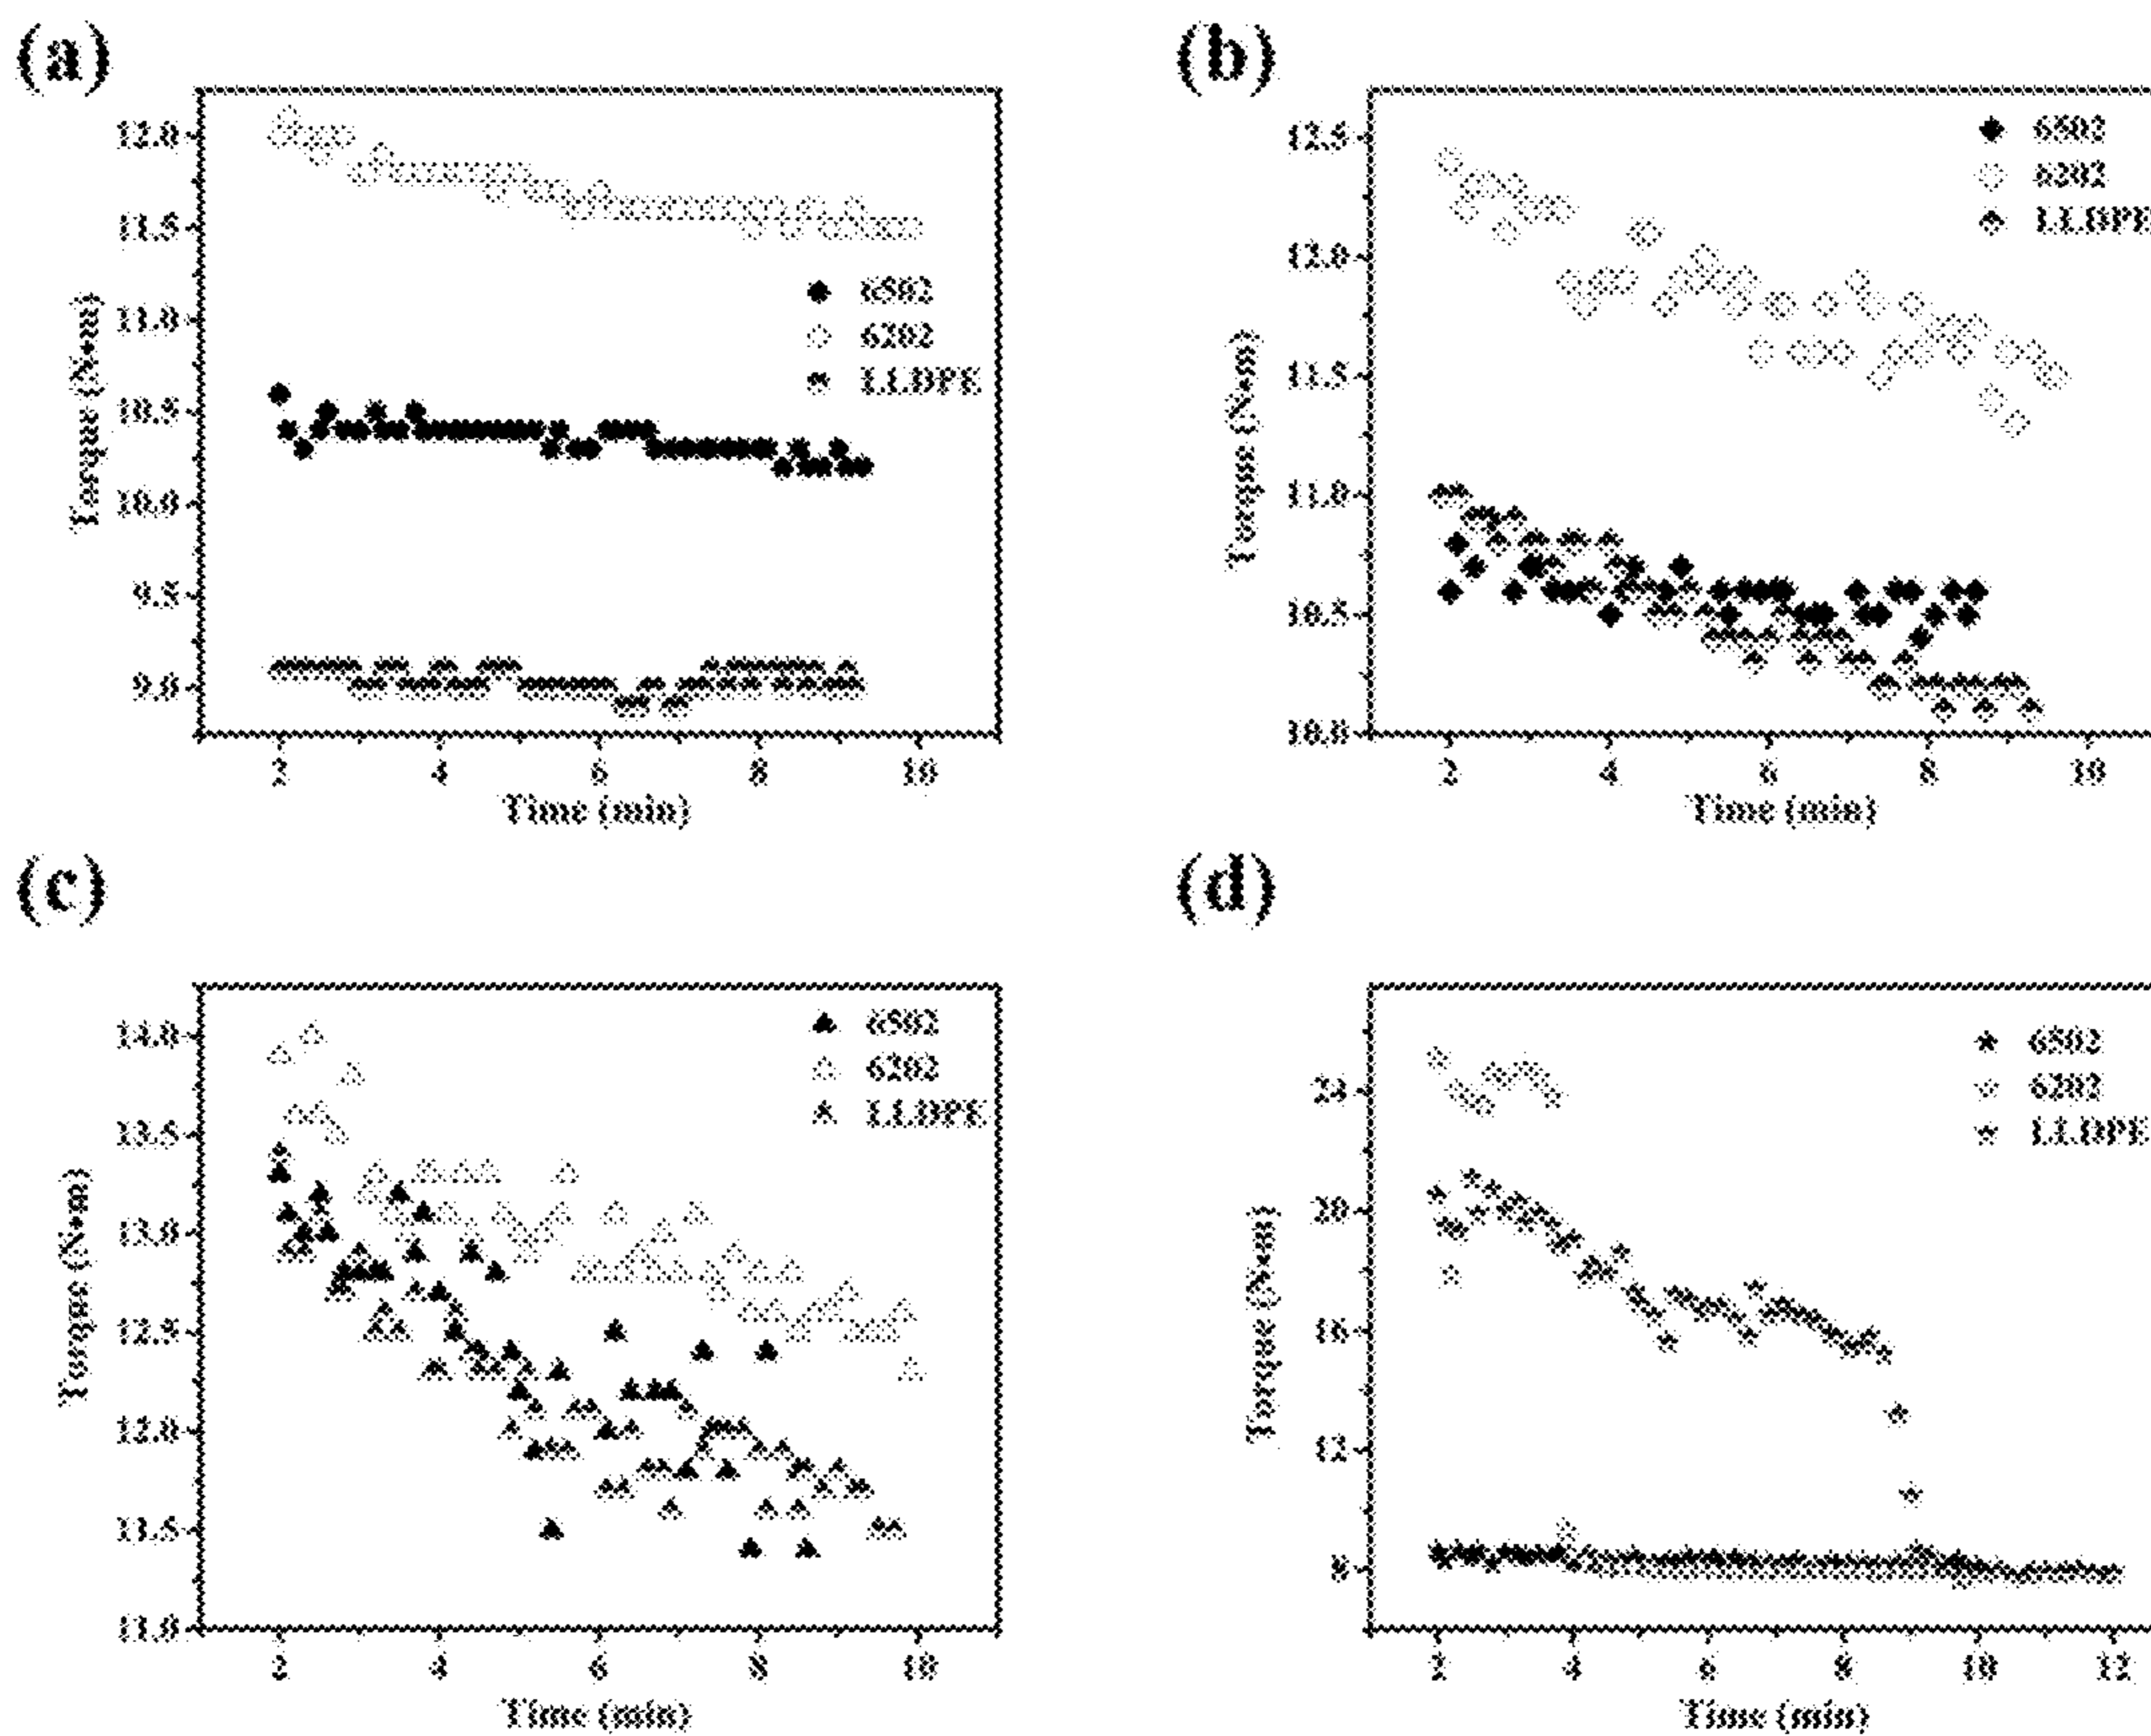 (a)
12.0
11.5
11.0
10.5
10.0
9.5
9.0
Torque (N•m)
6502
6202
LLDPE
2 4 6 8 10
Time (min)
(b)
12.5
12.0
11.5
11.0
10.5
10.0
Torque (N•m)
6502
6202
LLDPE
2 4 6 8 10
Time (min)
(c)
14.0
13.5
13.0
12.5
12.0
11.5
11.0
Torque (N•m)
6502
6202
LLDPE
2 4 6 8 10
Time (min)
(d)
24
20
16
12
8
Torque (N•m)
6502
6202
LLDPE
2 4 6 8 10 12
Time (min)